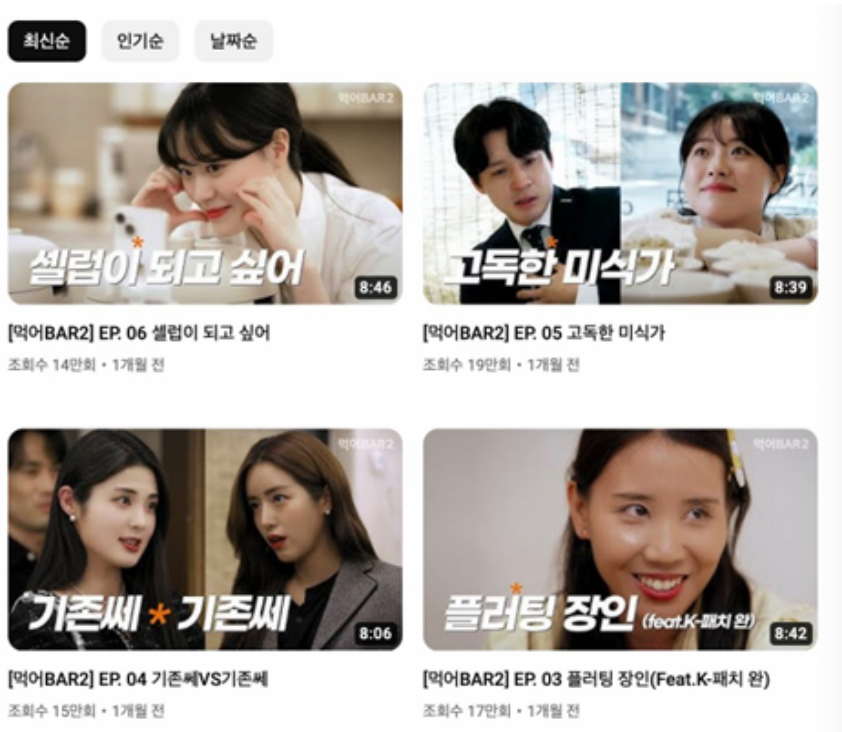 최신순
인기순
날짜순
먹어BAR2
셀럽이 되고 싶어
8:46
[먹어BAR2] EP. 06 셀럽이 되고 싶어
조회수 14만회 • 1개월 전
먹어BAR2
고독한 미식가
8:39
[먹어BAR2] EP. 05 고독한 미식가
조회수 19만회 • 1개월 전
먹어BAR2
기존쎄 * 기존쎄
8:06
[먹어BAR2] EP. 04 기존쎄VS기존쎄
조회수 15만회 • 1개월 전
먹어BAR2
플러팅 장인 (feat.K-패치 완)
8:42
[먹어BAR2] EP. 03 플러팅 장인(Feat.K-패치 완)
조회수 17만회 • 1개월 전